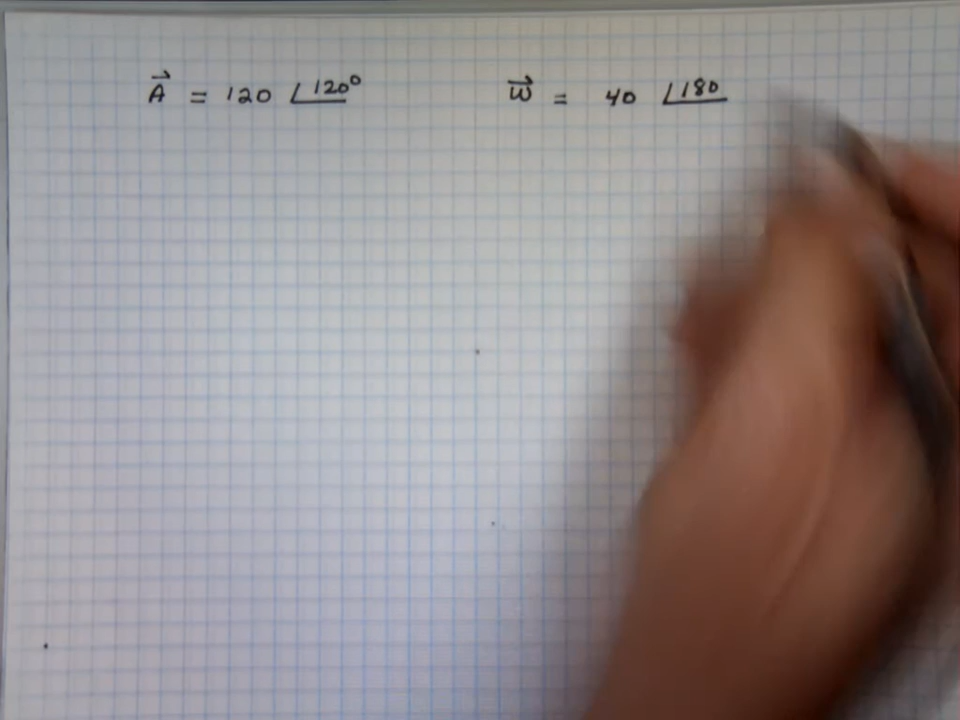 A⃗ = 120 ∠120° W⃗ = 40 ∠180